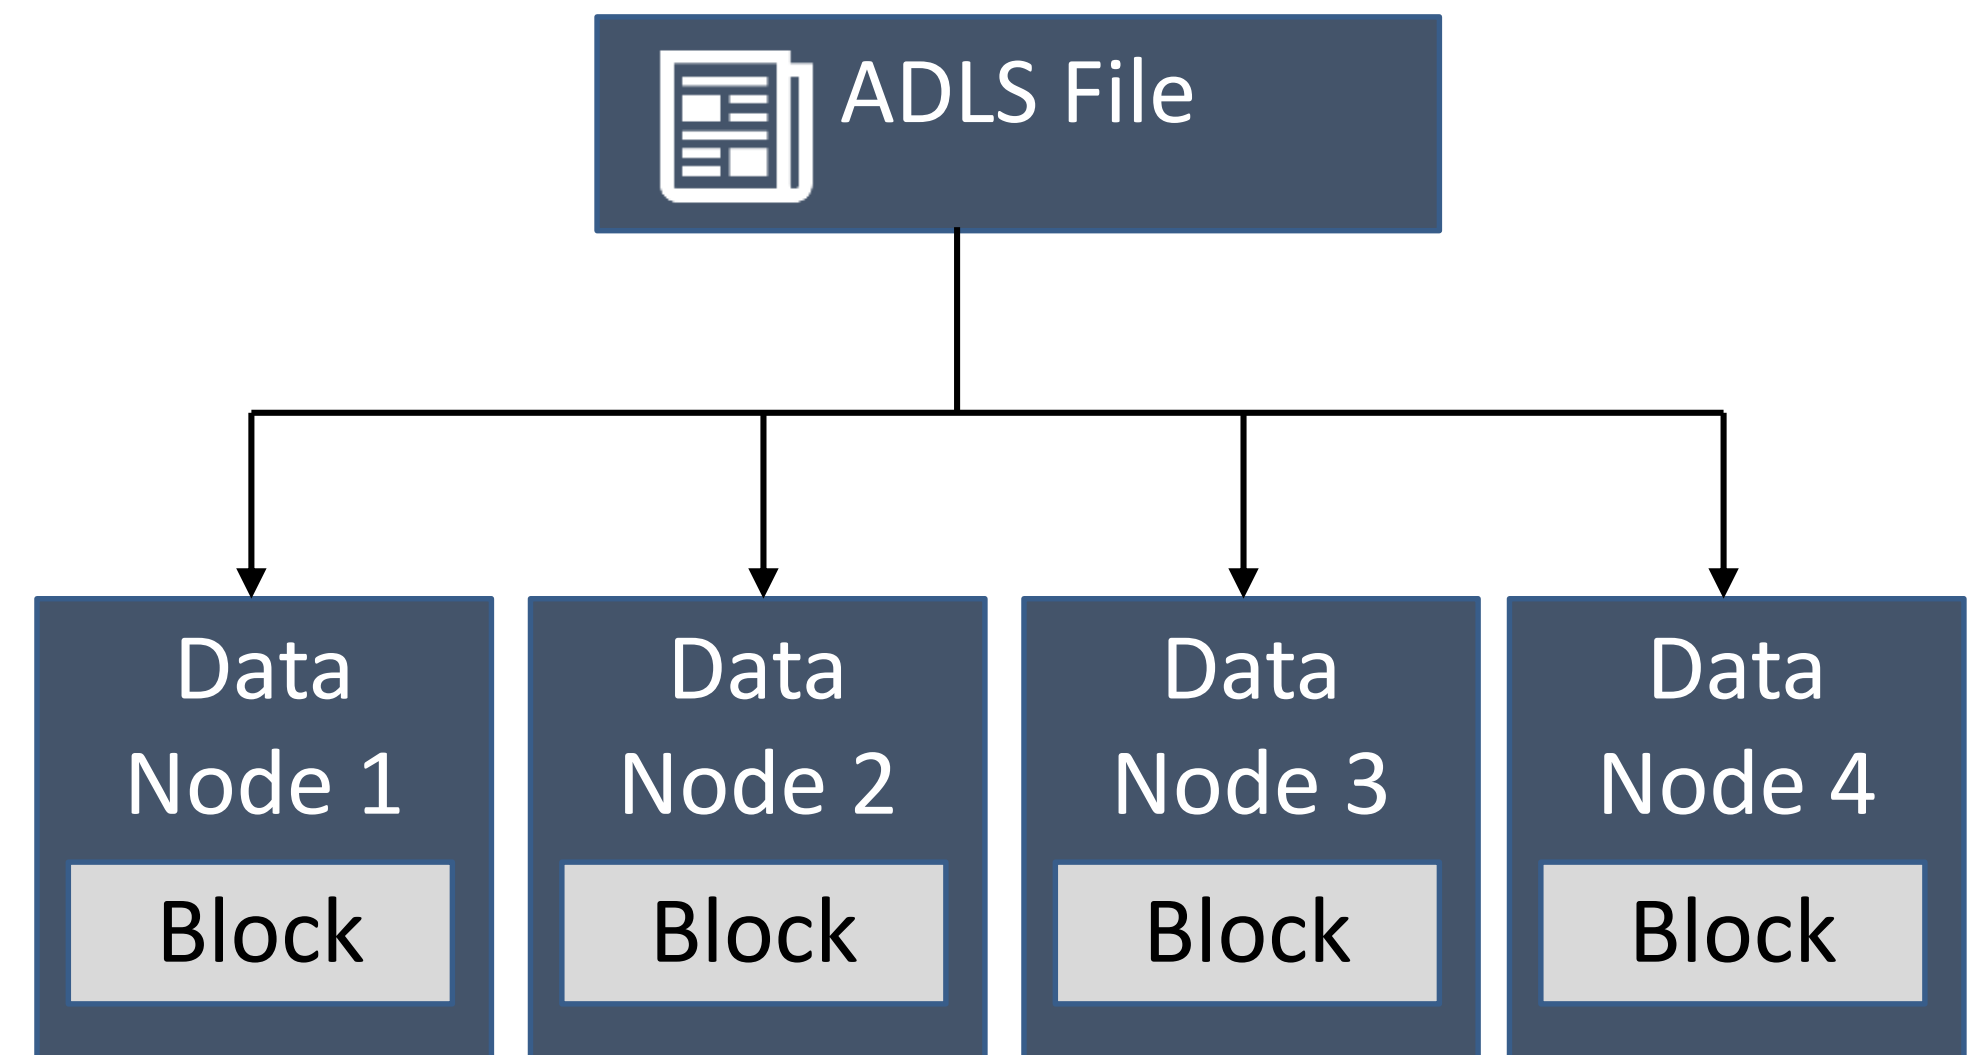 ADLS File
Data
Node 1
Block
Data
Node 2
Block
Data
Node 3
Block
Data
Node 4
Block